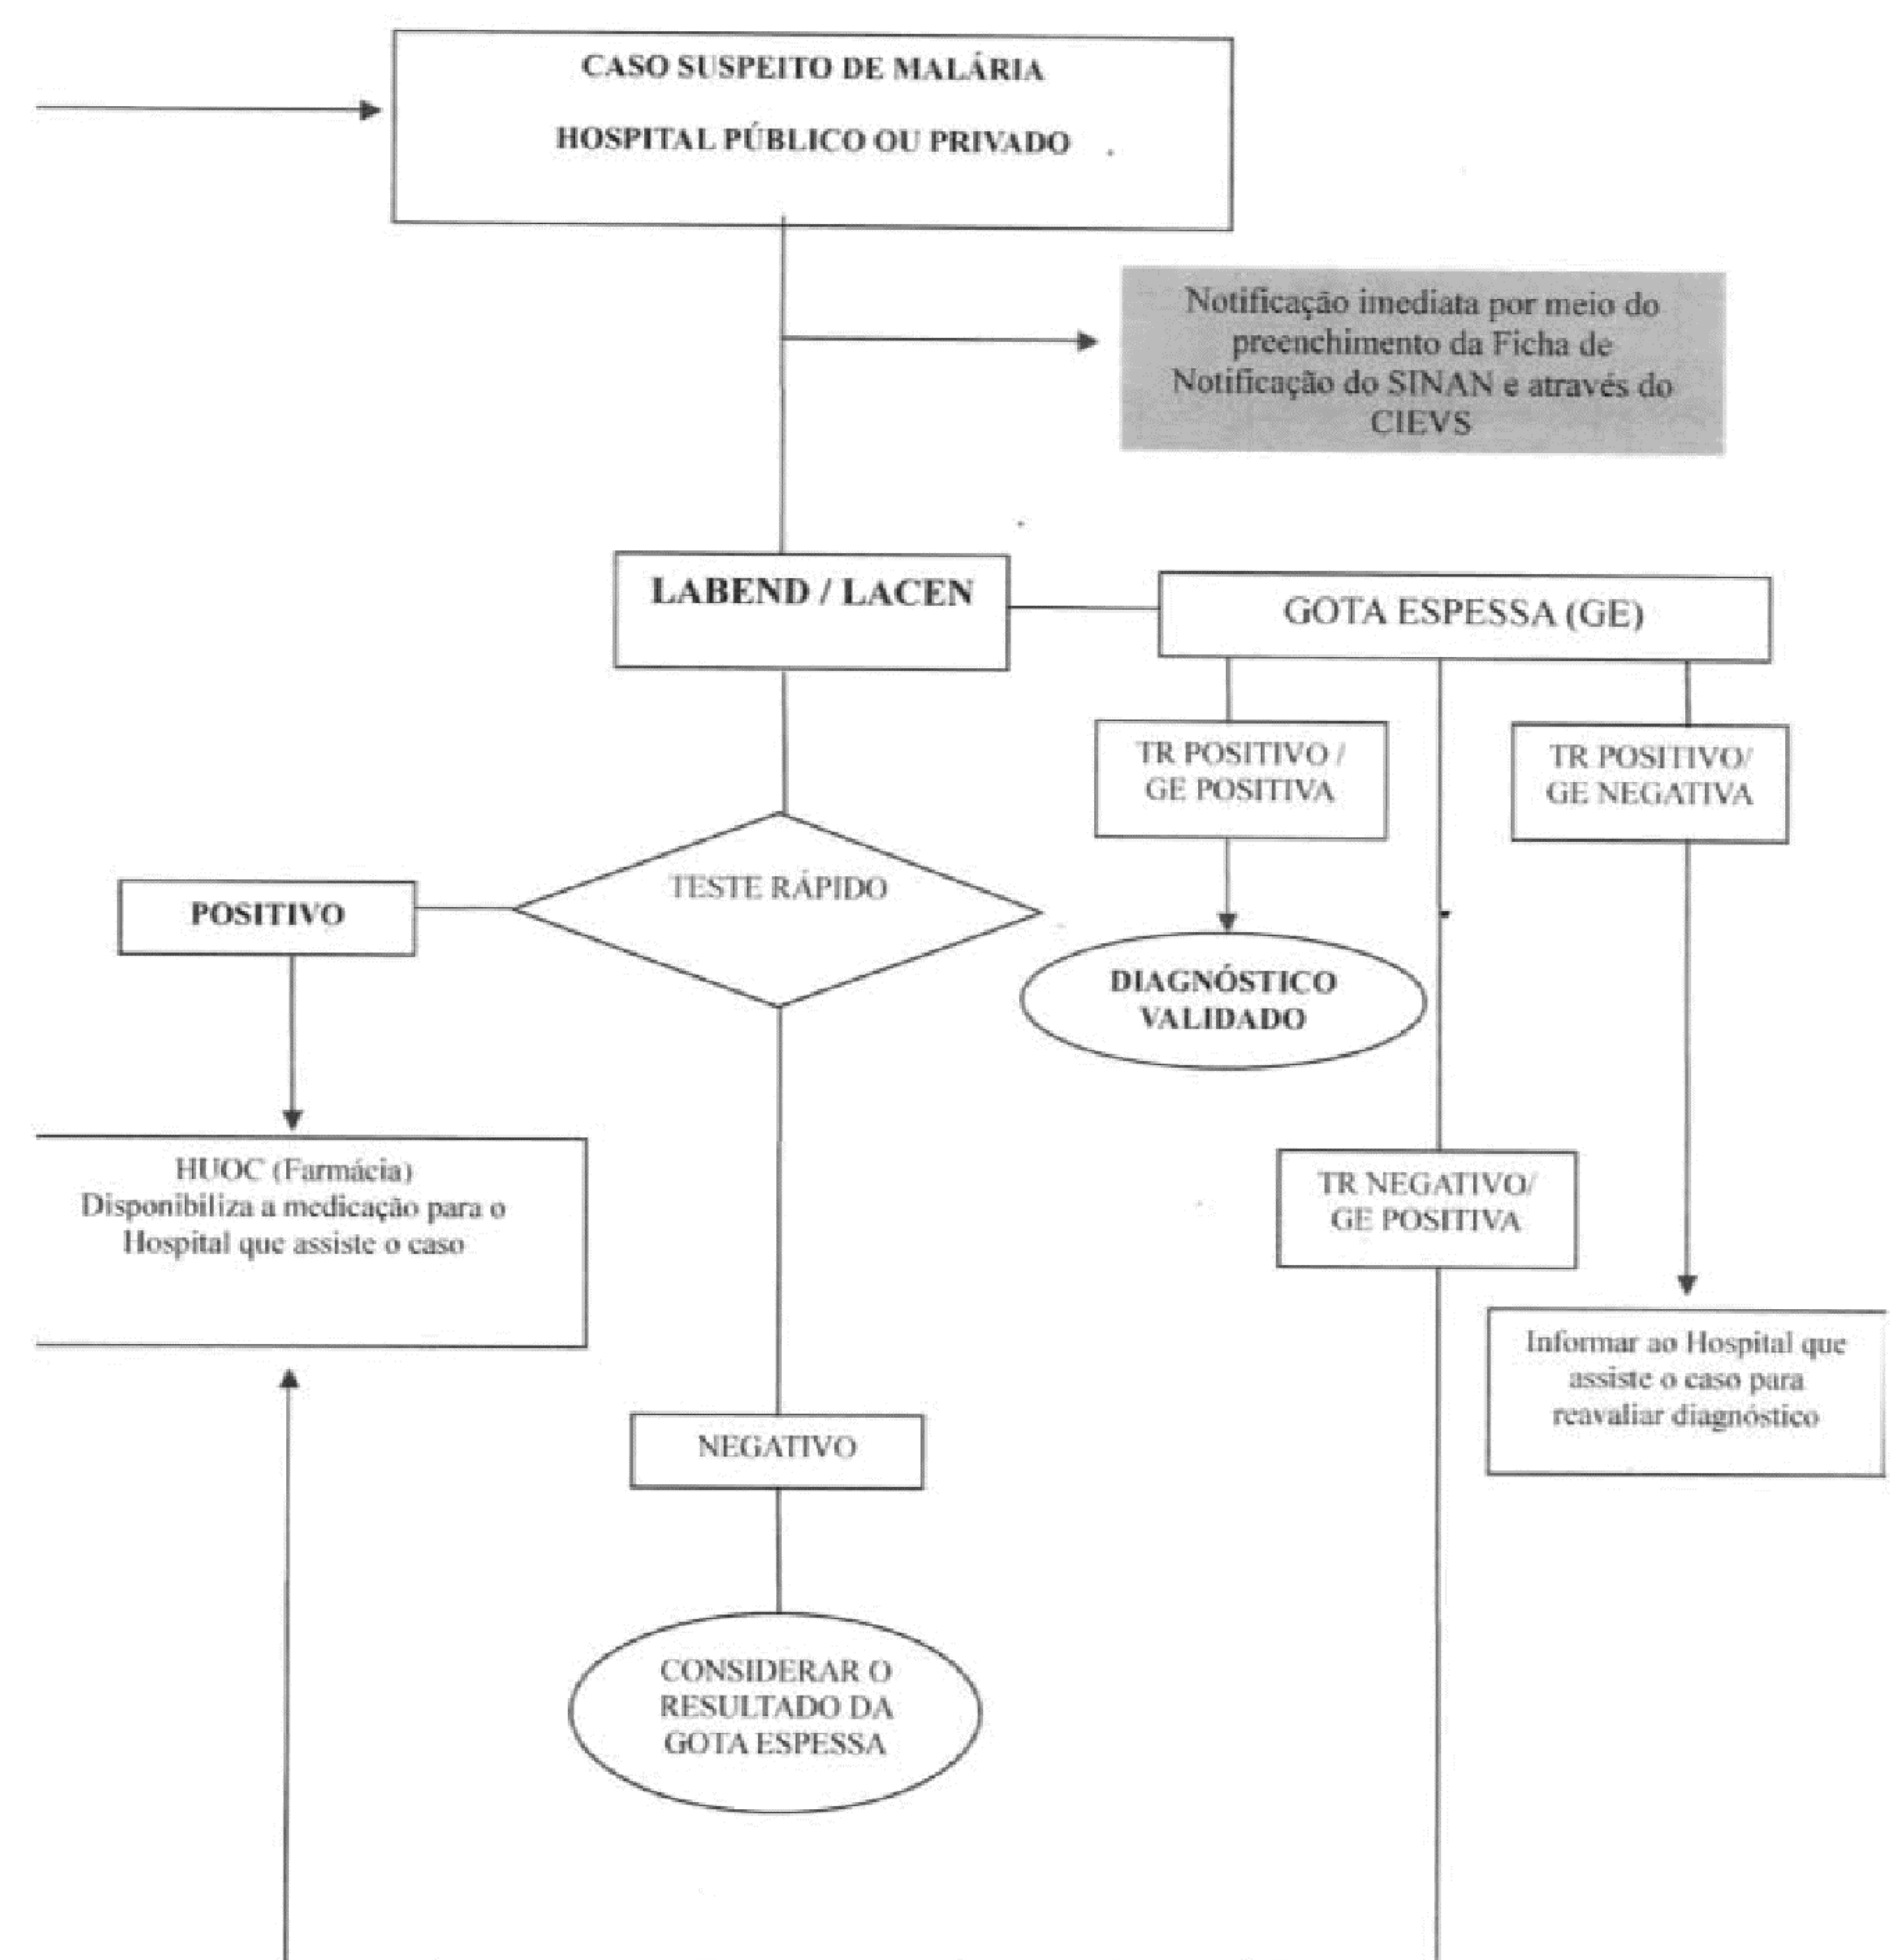 CASO SUSPEITO DE MALÁRIA
HOSPITAL PÚBLICO OU PRIVADO
Notificação imediata por meio do
preenchimento da Ficha de
Notificação do SINAN e através do
CIEVS
LABEND / LACEN
GOTA ESPESSA (GE)
TR POSITIVO /
GE POSITIVA
TR POSITIVO/
GE NEGATIVA
TESTE RÁPIDO
POSITIVO
DIAGNÓSTICO
VALIDADO
HUOC (Farmácia)
Disponibiliza a medicação para o
Hospital que assiste o caso
TR NEGATIVO/
GE POSITIVA
Informar ao Hospital que
assiste o caso para
reavaliar diagnóstico
NEGATIVO
CONSIDERAR O
RESULTADO DA
GOTA ESPESSA